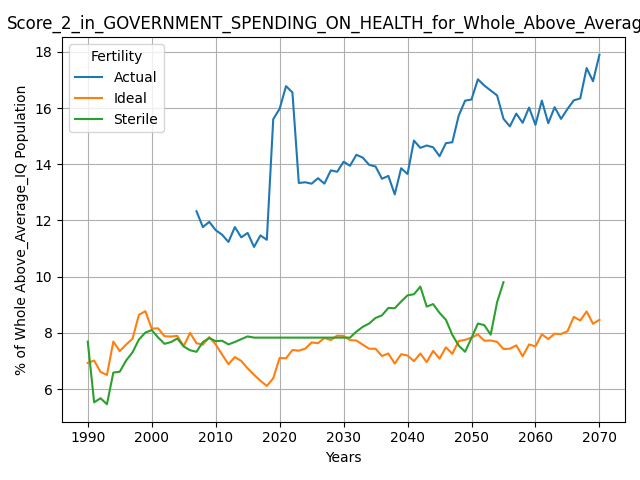 Score_2_in_GOVERNMENT_SPENDING_ON_HEALTH_for_Whole_Above_Averag
Fertility
Actual
Ideal
Sterile
% of Whole Above_Average_IQ Population
18
16
14
12
10
8
6
1990 2000 2010 2020 2030 2040 2050 2060 2070
Years